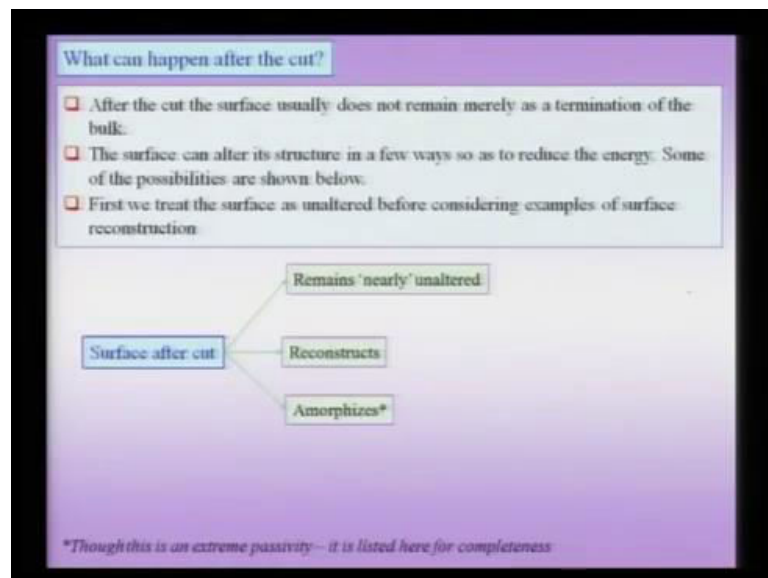 What can happen after the cut?
After the cut the surface usually does not remain merely as a termination of the
bulk.
The surface can alter its structure in a few ways so as to reduce the energy. Some
of the possibilities are shown below.
First we treat the surface as unaltered before considering examples of surface
reconstruction
Remains 'nearly' unaltered
Surface after cut
Reconstructs
Amorphizes*
*Though this is an extreme passivity – it is listed here for completeness